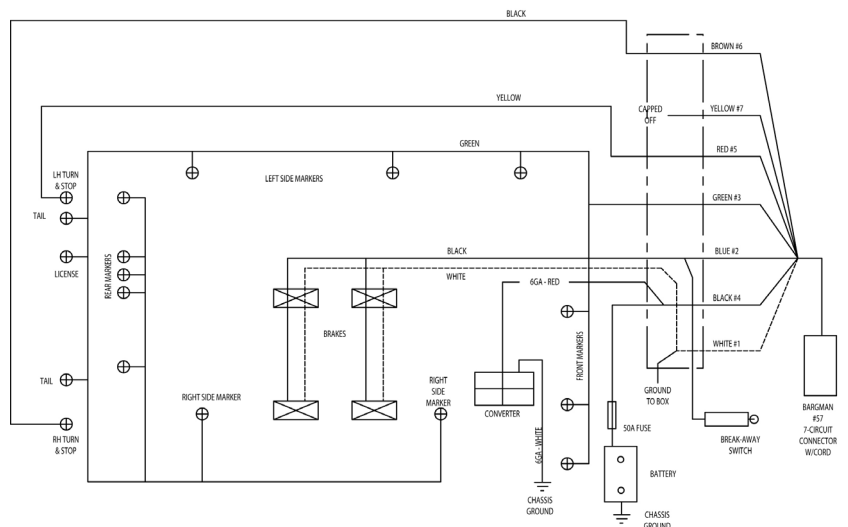 BLACK
BROWN #6
YELLOW
CAPPED
OFF
YELLOW #7
GREEN
RED #5
LH TURN
& STOP
LEFT SIDE MARKERS
TAIL
GREEN #3
REAR MARKERS
BLACK
BLUE #2
LICENSE
WHITE
6GA - RED
BLACK #4
BRAKES
FRONT MARKERS
WHITE #1
TAIL
RIGHT SIDE MARKER
RIGHT
SIDE
MARKER
CONVERTER
GROUND
TO BOX
BARGMAN
#57
7-CIRCUIT
CONNECTOR
W/CORD
RH TURN
& STOP
6GA - WHITE
50A FUSE
BREAK-AWAY
SWITCH
BATTERY
CHASSIS
GROUND
CHASSIS
GROUND